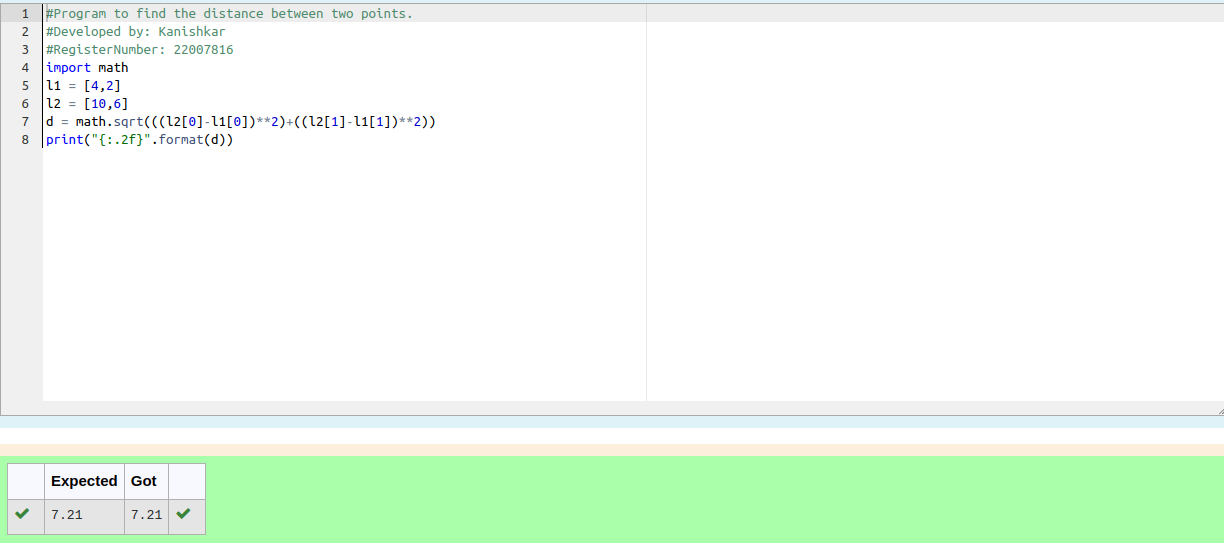 1 #Program to find the distance between two points.
2 #Developed by: Kanishkar
3 #RegisterNumber: 22007816
4 import math
5 l1 = [4,2]
6 l2 = [10,6]
7 d = math.sqrt(((l2[0]-l1[0])**2)+((l2[1]-l1[1])**2))
8 print("{:.2f}".format(d))
Expected Got
7.21 7.21